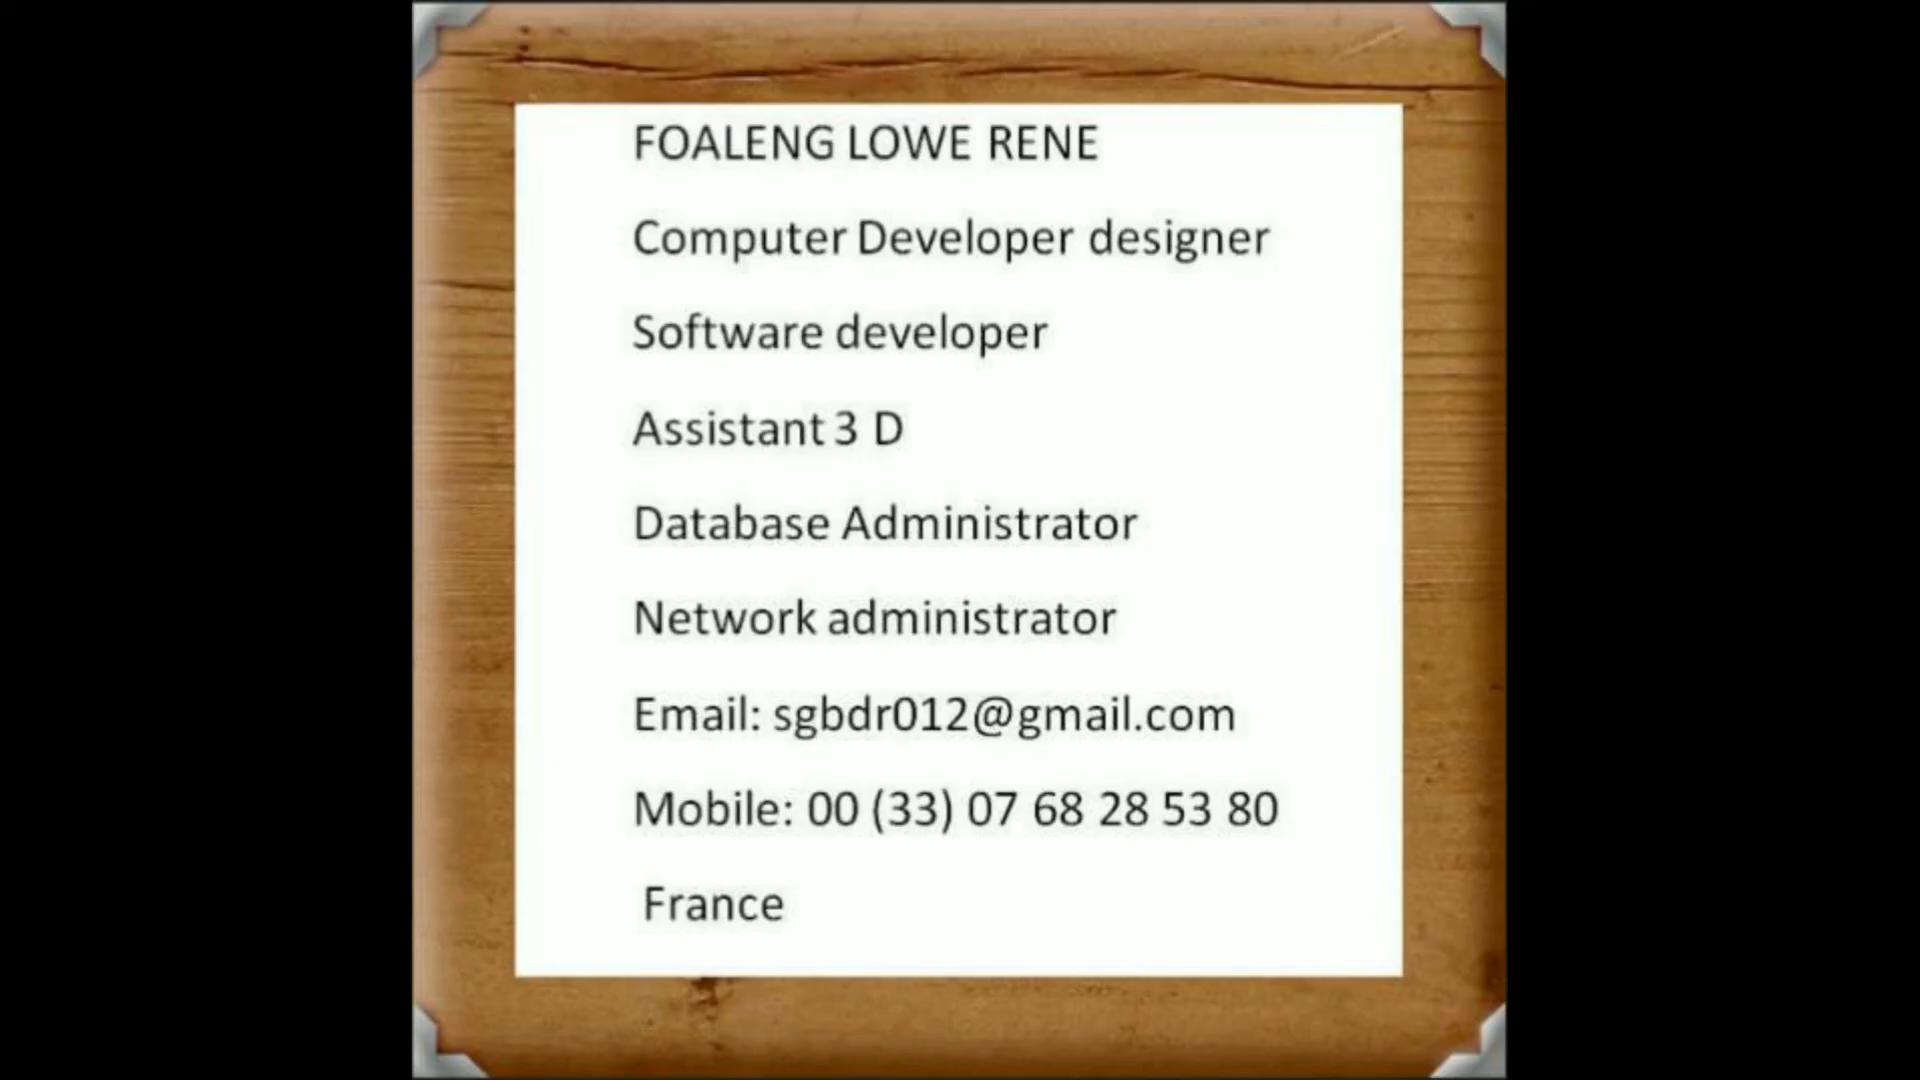 FOALENG LOWE RENE
Computer Developer designer
Software developer
Assistant 3 D
Database Administrator
Network administrator
Email: sgbdr012@gmail.com
Mobile: 00 (33) 07 68 28 53 80
France